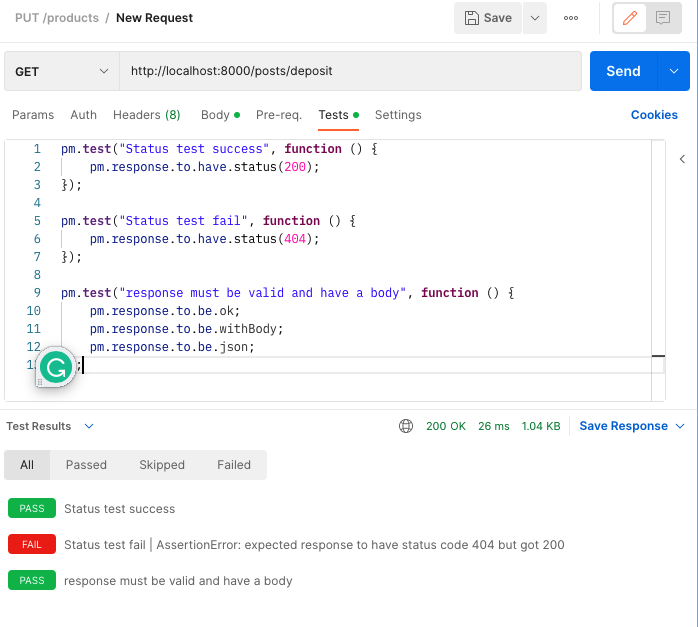 PUT /products / New Request
Save
GET
http://localhost:8000/posts/deposit
Send
Params Auth Headers (8) Body Pre-req. Tests Settings Cookies
1 pm.test("Status test success", function () {
2 pm.response.to.have.status(200);
3 });
4
5 pm.test("Status test fail", function () {
6 pm.response.to.have.status(404);
7 });
8
9 pm.test("response must be valid and have a body", function () {
10 pm.response.to.be.ok;
11 pm.response.to.be.withBody;
12 pm.response.to.be.json;
;
Test Results 200 OK 26 ms 1.04 KB Save Response
All Passed Skipped Failed
PASS Status test success
FAIL Status test fail | AssertionError: expected response to have status code 404 but got 200
PASS response must be valid and have a body